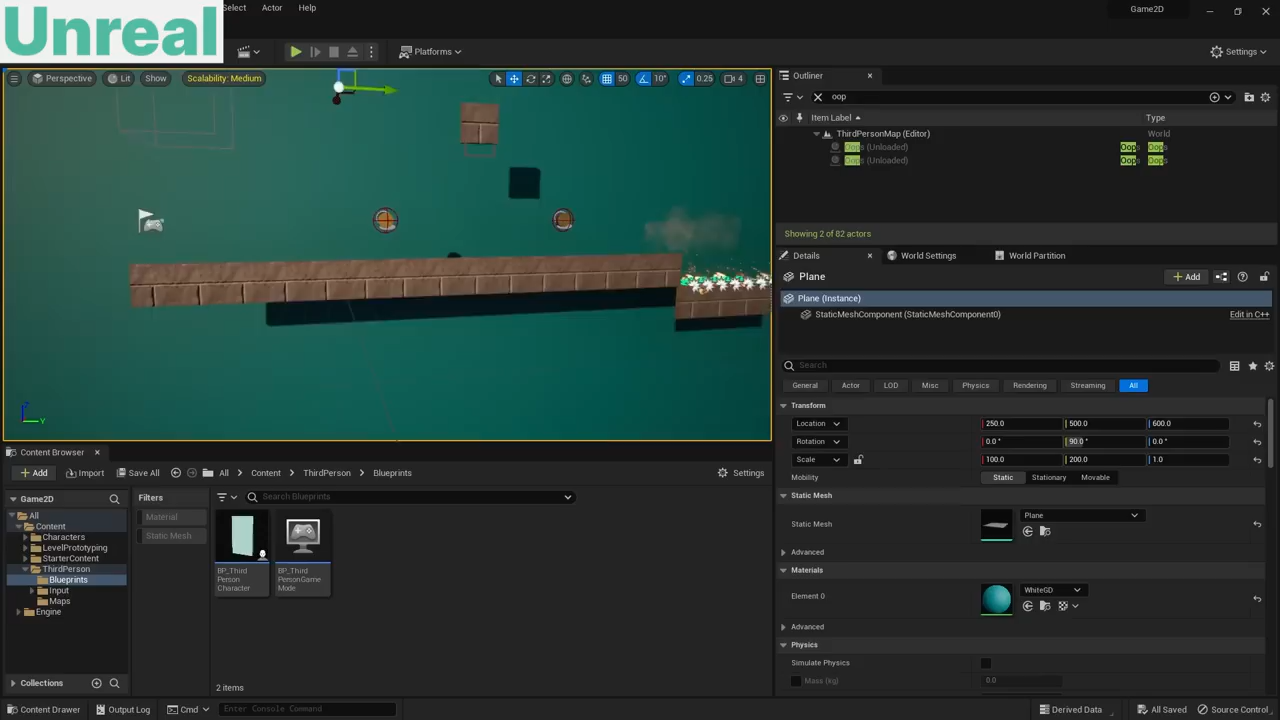 Unreal
Select Actor Help
Game2D
Platforms
Settings
Perspective Lit Show Scalability: Medium
50 10° 0.25 4
Outliner
oop
Item Label Type
ThirdPersonMap (Editor) World
Oops (Unloaded) Oops Oops
Oops (Unloaded) Oops Oops
Showing 2 of 82 actors
Details World Settings World Partition
Plane
Add
Plane (Instance)
StaticMeshComponent (StaticMeshComponent0) Edit in C++
Search
General Actor LOD Misc Physics Rendering Streaming All
Transform
Location 250.0 500.0 600.0
Rotation 0.0° 90.0° 0.0°
Scale 100.0 200.0 1.0
Mobility Static Stationary Movable
Static Mesh
Static Mesh Plane
Advanced
Materials
Element 0 WhiteGD
Advanced
Physics
Simulate Physics
Mass (kg) 0.0
Z
Y
Content Browser
Add Import Save All All Content ThirdPerson Blueprints Settings
Game2D
All
Content
Characters
LevelPrototyping
StarterContent
ThirdPerson
Blueprints
Input
Maps
Engine
Collections
Filters
Material
Static Mesh
Search Blueprints
BP_Third
Person
Character
BP_Third
PersonGame
Mode
2 items
Content Drawer Output Log Cmd Enter Console Command Derived Data All Saved Source Control